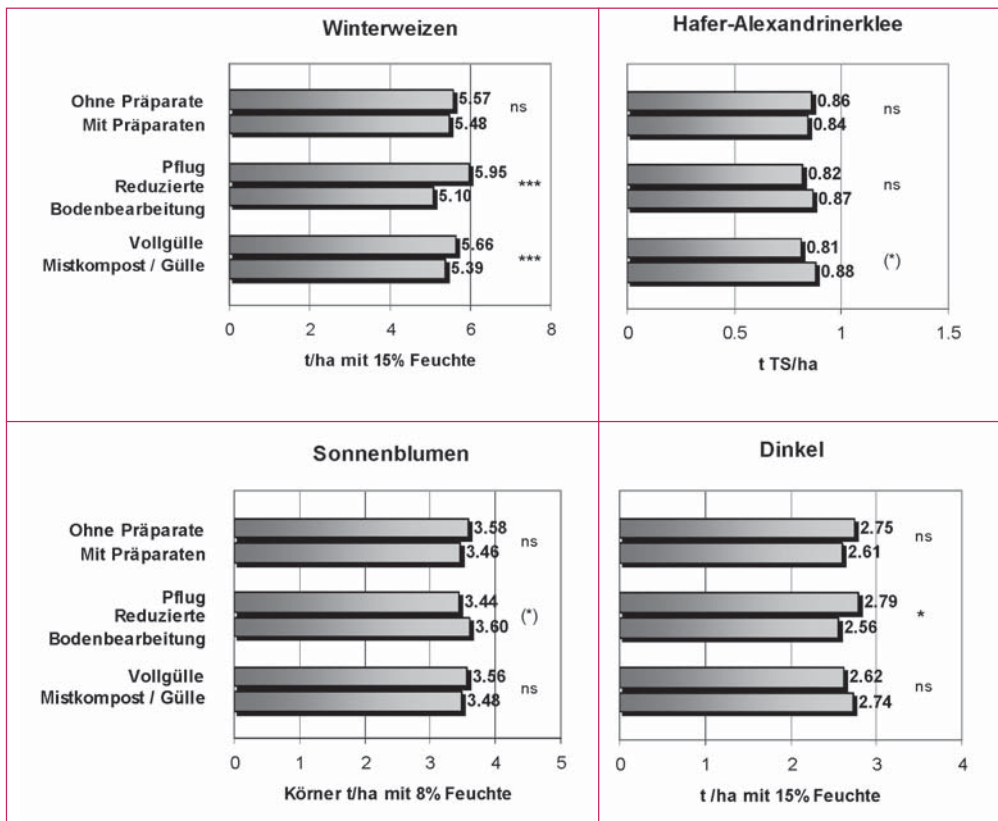 Winterweizen
Ohne Präparate
5.57
ns
Mit Präparaten
5.48
Pflug
5.95
Reduzierte
***
Bodenbearbeitung
5.10
Vollgülle
5.66
Mistkompost / Gülle
5.39
***
0 2 4 6 8
t/ha mit 15% Feuchte
Hafer-Alexandrinerklee
0.86
ns
0.84
0.82
ns
0.87
0.81
(*)
0.88
0 0.5 1 1.5
t TS/ha
Sonnenblumen
Ohne Präparate
3.58
ns
Mit Präparaten
3.46
Pflug
3.44
Reduzierte
(*)
Bodenbearbeitung
3.60
Vollgülle
3.56
ns
Mistkompost / Gülle
3.48
0 1 2 3 4 5
Körner t/ha mit 8% Feuchte
Dinkel
2.75
ns
2.61
2.79
*
2.56
2.62
ns
2.74
0 1 2 3 4
t /ha mit 15% Feuchte